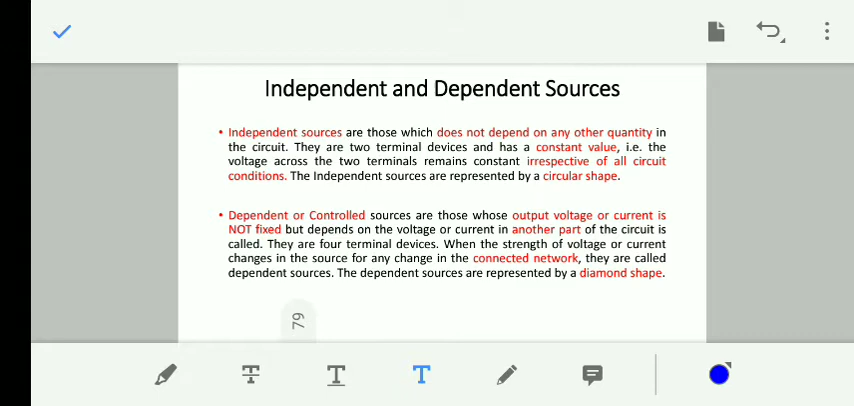 Independent and Dependent Sources
• Independent sources are those which does not depend on any other quantity in
the circuit. They are two terminal devices and has a constant value, i.e. the
voltage across the two terminals remains constant irrespective of all circuit
conditions. The Independent sources are represented by a circular shape.
• Dependent or Controlled sources are those whose output voltage or current is
NOT fixed but depends on the voltage or current in another part of the circuit is
called. They are four terminal devices. When the strength of voltage or current
changes in the source for any change in the connected network, they are called
dependent sources. The dependent sources are represented by a diamond shape.
79
T
T
T